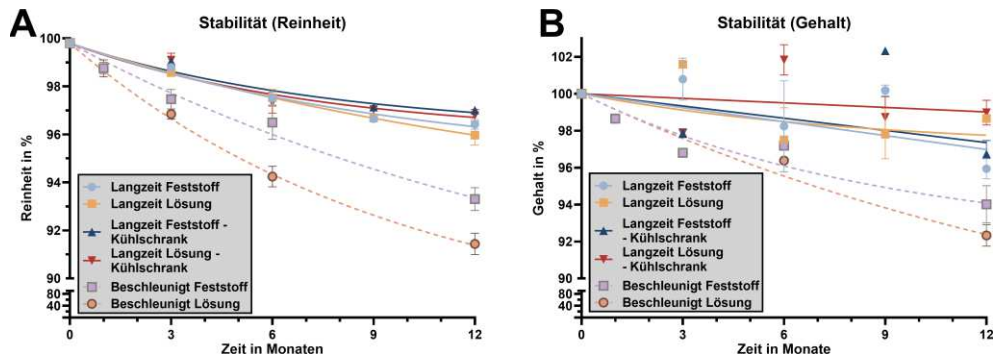 A
Stabilität (Reinheit)
Reinheit in %
100
98
96
94
92
90
80
40
0
3
6
9
12
Zeit in Monaten
Langzeit Feststoff
Langzeit Lösung
Langzeit Feststoff -
Kühlschrank
Langzeit Lösung -
Kühlschrank
Beschleunigt Feststoff
Beschleunigt Lösung
B
Stabilität (Gehalt)
Gehalt in %
102
100
98
96
94
92
90
80
40
0
3
6
9
12
Zeit in Monate
Langzeit Feststoff
Langzeit Lösung
Langzeit Feststoff
- Kühlschrank
Langzeit Lösung
- Kühlschrank
Beschleunigt Feststoff
Beschleunigt Lösung